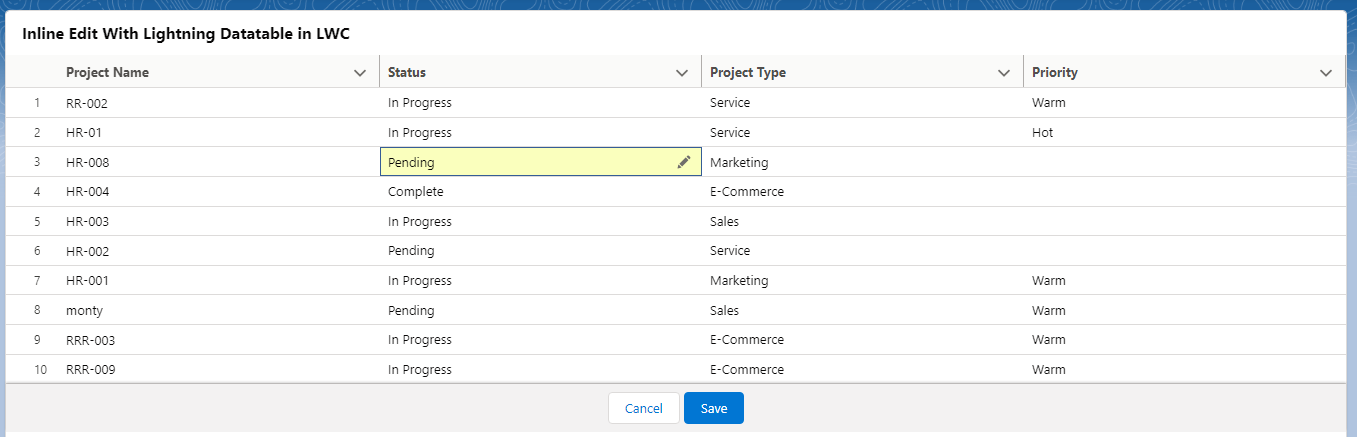 Inline Edit With Lightning Datatable in LWC
Project Name Status Project Type Priority
1 RR-002 In Progress Service Warm
2 HR-01 In Progress Service Hot
3 HR-008 Pending Marketing
4 HR-004 Complete E-Commerce
5 HR-003 In Progress Sales
6 HR-002 Pending Service
7 HR-001 In Progress Marketing Warm
8 monty Pending Sales Warm
9 RRR-003 In Progress E-Commerce Warm
10 RRR-009 In Progress E-Commerce Warm
Cancel Save